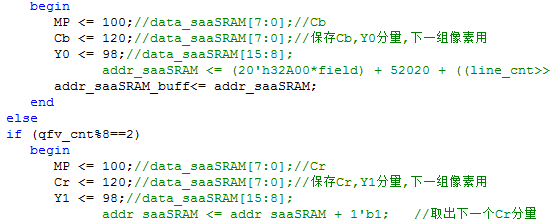 begin
MP <= 100;//data_saaSRAM[7:0];//Cb
Cb <= 120;//data_saaSRAM[7:0];//保存Cb,Y0分量,下一组像素用
Y0 <= 98;//data_saaSRAM[15:8];
addr_saaSRAM <= (20'h32A00*field) + 52020 + ((line_cnt>>
addr_saaSRAM_buff<= addr_saaSRAM;
end
else
if (qfv_cnt%8==2)
begin
MP <= 100;//data_saaSRAM[7:0];//Cr
Cr <= 120;//data_saaSRAM[7:0];//保存Cr,Y1分量,下一组像素用
Y1 <= 98;//data_saaSRAM[15:8];
addr_saaSRAM <= addr_saaSRAM + 1'b1; //取出下一个Cr分量